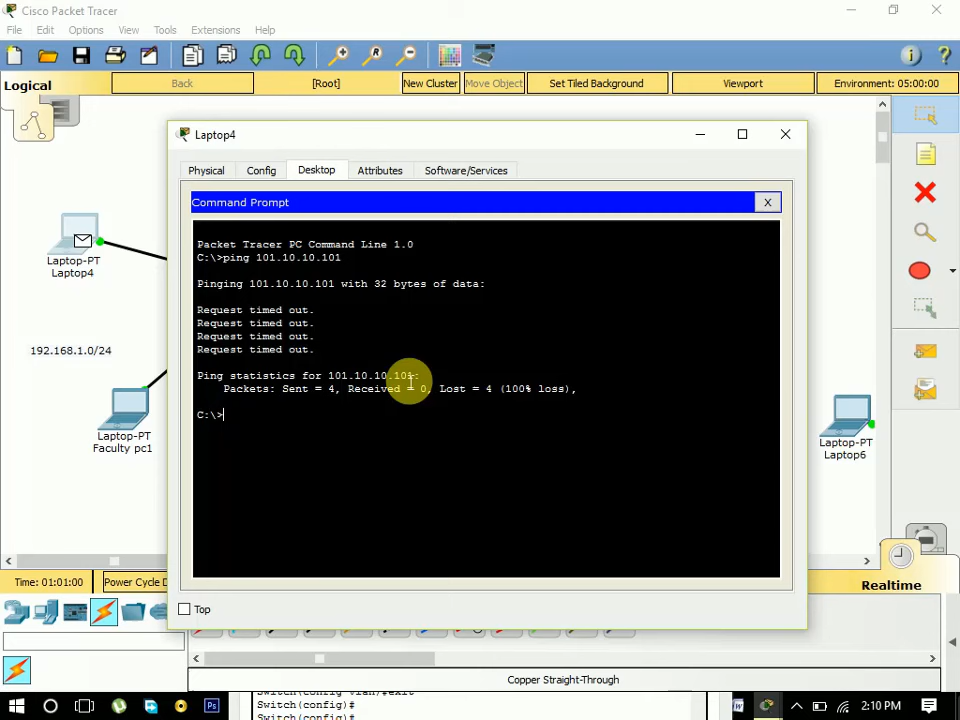 Cisco Packet Tracer
File Edit Options View Tools Extensions Help
Logical
Back
[Root]
New Cluster
Move Object
Set Tiled Background
Viewport
Environment: 05:00:00
Laptop4
Physical Config Desktop Attributes Software/Services
Command Prompt
X
Packet Tracer PC Command Line 1.0
C:\>ping 101.10.10.101
Pinging 101.10.10.101 with 32 bytes of data:
Request timed out.
Request timed out.
Request timed out.
Request timed out.
Ping statistics for 101.10.10.101:
Packets: Sent = 4, Received = 0, Lost = 4 (100% loss),
C:\>
Top
Laptop-PT
Laptop4
192.168.1.0/24
Laptop-PT
Faculty pc1
Laptop-PT
Laptop6
Time: 01:01:00
Power Cycle D
Realtime
Copper Straight-Through
Switch(config-vlan)#exit
Switch(config)#
Switch(config)#
2:10 PM